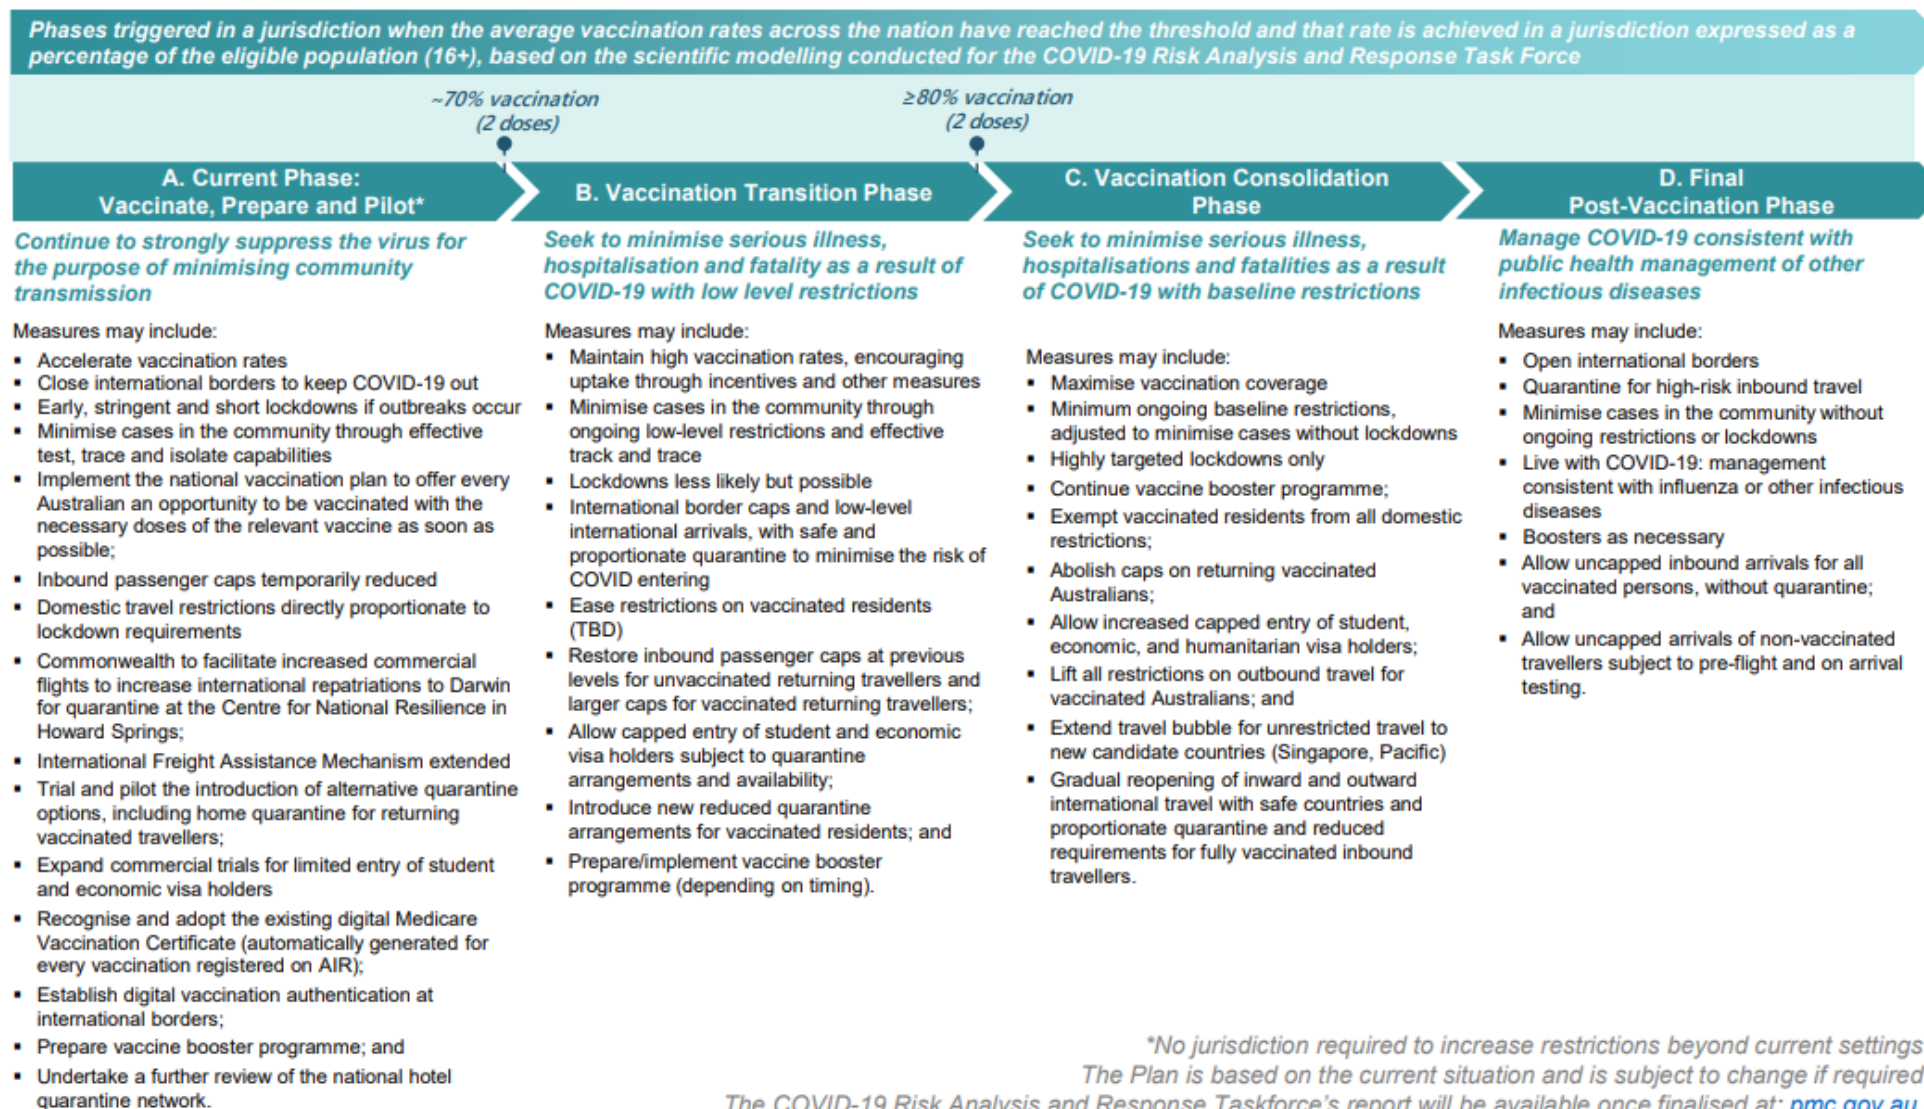 Phases triggered in a jurisdiction when the average vaccination rates across the nation have reached the threshold and that rate is achieved in a jurisdiction expressed as a
percentage of the eligible population (16+), based on the scientific modelling conducted for the COVID-19 Risk Analysis and Response Task Force
~70% vaccination
(2 doses)
≥80% vaccination
(2 doses)
A. Current Phase:
Vaccinate, Prepare and Pilot*
Continue to strongly suppress the virus for
the purpose of minimising community
transmission
Measures may include:
▪ Accelerate vaccination rates
▪ Close international borders to keep COVID-19 out
▪ Early, stringent and short lockdowns if outbreaks occur
▪ Minimise cases in the community through effective
test, trace and isolate capabilities
▪ Implement the national vaccination plan to offer every
Australian an opportunity to be vaccinated with the
necessary doses of the relevant vaccine as soon as
possible;
▪ Inbound passenger caps temporarily reduced
▪ Domestic travel restrictions directly proportionate to
lockdown requirements
▪ Commonwealth to facilitate increased commercial
flights to increase international repatriations to Darwin
for quarantine at the Centre for National Resilience in
Howard Springs;
▪ International Freight Assistance Mechanism extended
▪ Trial and pilot the introduction of alternative quarantine
options, including home quarantine for returning
vaccinated travellers;
▪ Expand commercial trials for limited entry of student
and economic visa holders
▪ Recognise and adopt the existing digital Medicare
Vaccination Certificate (automatically generated for
every vaccination registered on AIR);
▪ Establish digital vaccination authentication at
international borders;
▪ Prepare vaccine booster programme; and
▪ Undertake a further review of the national hotel
quarantine network.
B. Vaccination Transition Phase
Seek to minimise serious illness,
hospitalisation and fatality as a result of
COVID-19 with low level restrictions
Measures may include:
▪ Maintain high vaccination rates, encouraging
uptake through incentives and other measures
▪ Minimise cases in the community through
ongoing low-level restrictions and effective
track and trace
▪ Lockdowns less likely but possible
▪ International border caps and low-level
international arrivals, with safe and
proportionate quarantine to minimise the risk of
COVID entering
▪ Ease restrictions on vaccinated residents
(TBD)
▪ Restore inbound passenger caps at previous
levels for unvaccinated returning travellers and
larger caps for vaccinated returning travellers;
▪ Allow capped entry of student and economic
visa holders subject to quarantine
arrangements and availability;
▪ Introduce new reduced quarantine
arrangements for vaccinated residents; and
▪ Prepare/implement vaccine booster
programme (depending on timing).
C. Vaccination Consolidation
Phase
Seek to minimise serious illness,
hospitalisations and fatalities as a result
of COVID-19 with baseline restrictions
Measures may include:
▪ Maximise vaccination coverage
▪ Minimum ongoing baseline restrictions,
adjusted to minimise cases without lockdowns
▪ Highly targeted lockdowns only
▪ Continue vaccine booster programme;
▪ Exempt vaccinated residents from all domestic
restrictions;
▪ Abolish caps on returning vaccinated
Australians;
▪ Allow increased capped entry of student,
economic, and humanitarian visa holders;
▪ Lift all restrictions on outbound travel for
vaccinated Australians; and
▪ Extend travel bubble for unrestricted travel to
new candidate countries (Singapore, Pacific)
▪ Gradual reopening of inward and outward
international travel with safe countries and
proportionate quarantine and reduced
requirements for fully vaccinated inbound
travellers.
D. Final
Post-Vaccination Phase
Manage COVID-19 consistent with
public health management of other
infectious diseases
Measures may include:
▪ Open international borders
▪ Quarantine for high-risk inbound travel
▪ Minimise cases in the community without
ongoing restrictions or lockdowns
▪ Live with COVID-19: management
consistent with influenza or other infectious
diseases
▪ Boosters as necessary
▪ Allow uncapped inbound arrivals for all
vaccinated persons, without quarantine;
and
▪ Allow uncapped arrivals of non-vaccinated
travellers subject to pre-flight and on arrival
testing.
*No jurisdiction required to increase restrictions beyond current settings
The Plan is based on the current situation and is subject to change if required
The COVID-19 Risk Analysis and Response Taskforce's report will be available once finalised at: pmc.gov.au